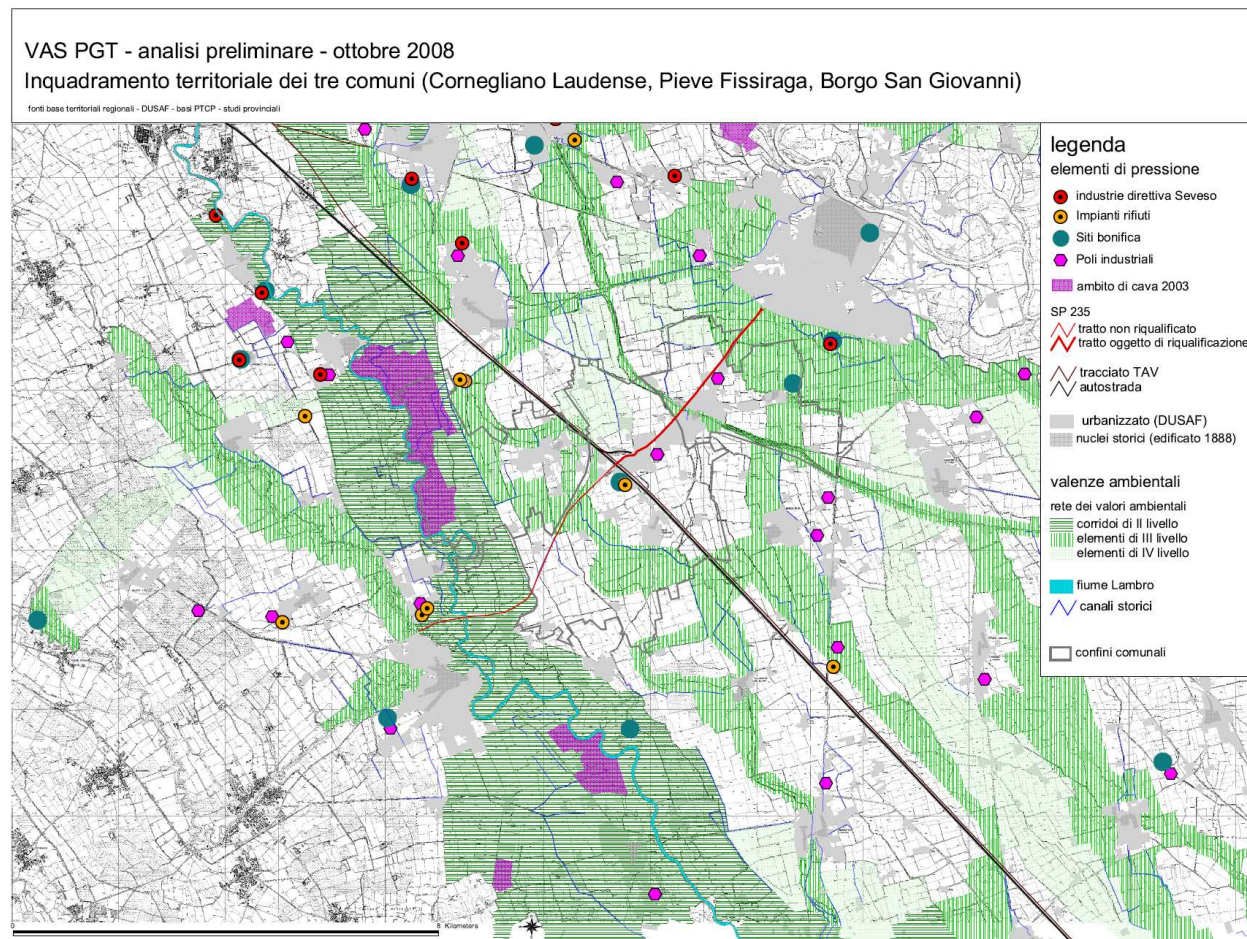 VAS PGT - analisi preliminare - ottobre 2008
Inquadramento territoriale dei tre comuni (Cornegliano Laudense, Pieve Fissiraga, Borgo San Giovanni)
fonti base territoriali regionali - DUSAF - basi PTCP - studi provinciali
legenda
elementi di pressione
industrie direttiva Seveso
Impianti rifiuti
Siti bonifica
Poli industriali
ambito di cava 2003
SP 235
tratto non riqualificato
tratto oggetto di riqualificazione
tracciato TAV
autostrada
urbanizzato (DUSAF)
nuclei storici (edificato 1888)
valenze ambientali
rete dei valori ambientali
corridoi di II livello
elementi di III livello
elementi di IV livello
fiume Lambro
canali storici
confini comunali
0 8 Kilometers